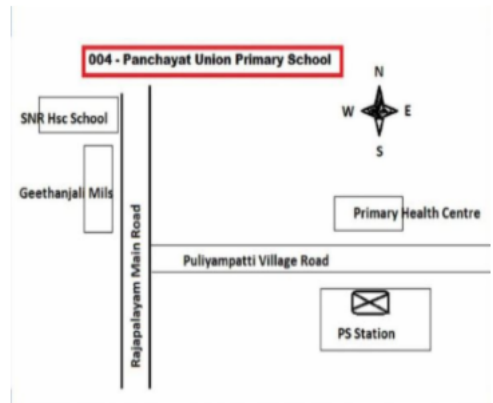 004 - Panchayat Union Primary School
N
W E
S
SNR Hsc School
Geethanjali Mils
Primary Health Centre
Rajapalayam Main Road
Puliyampatti Village Road
PS Station